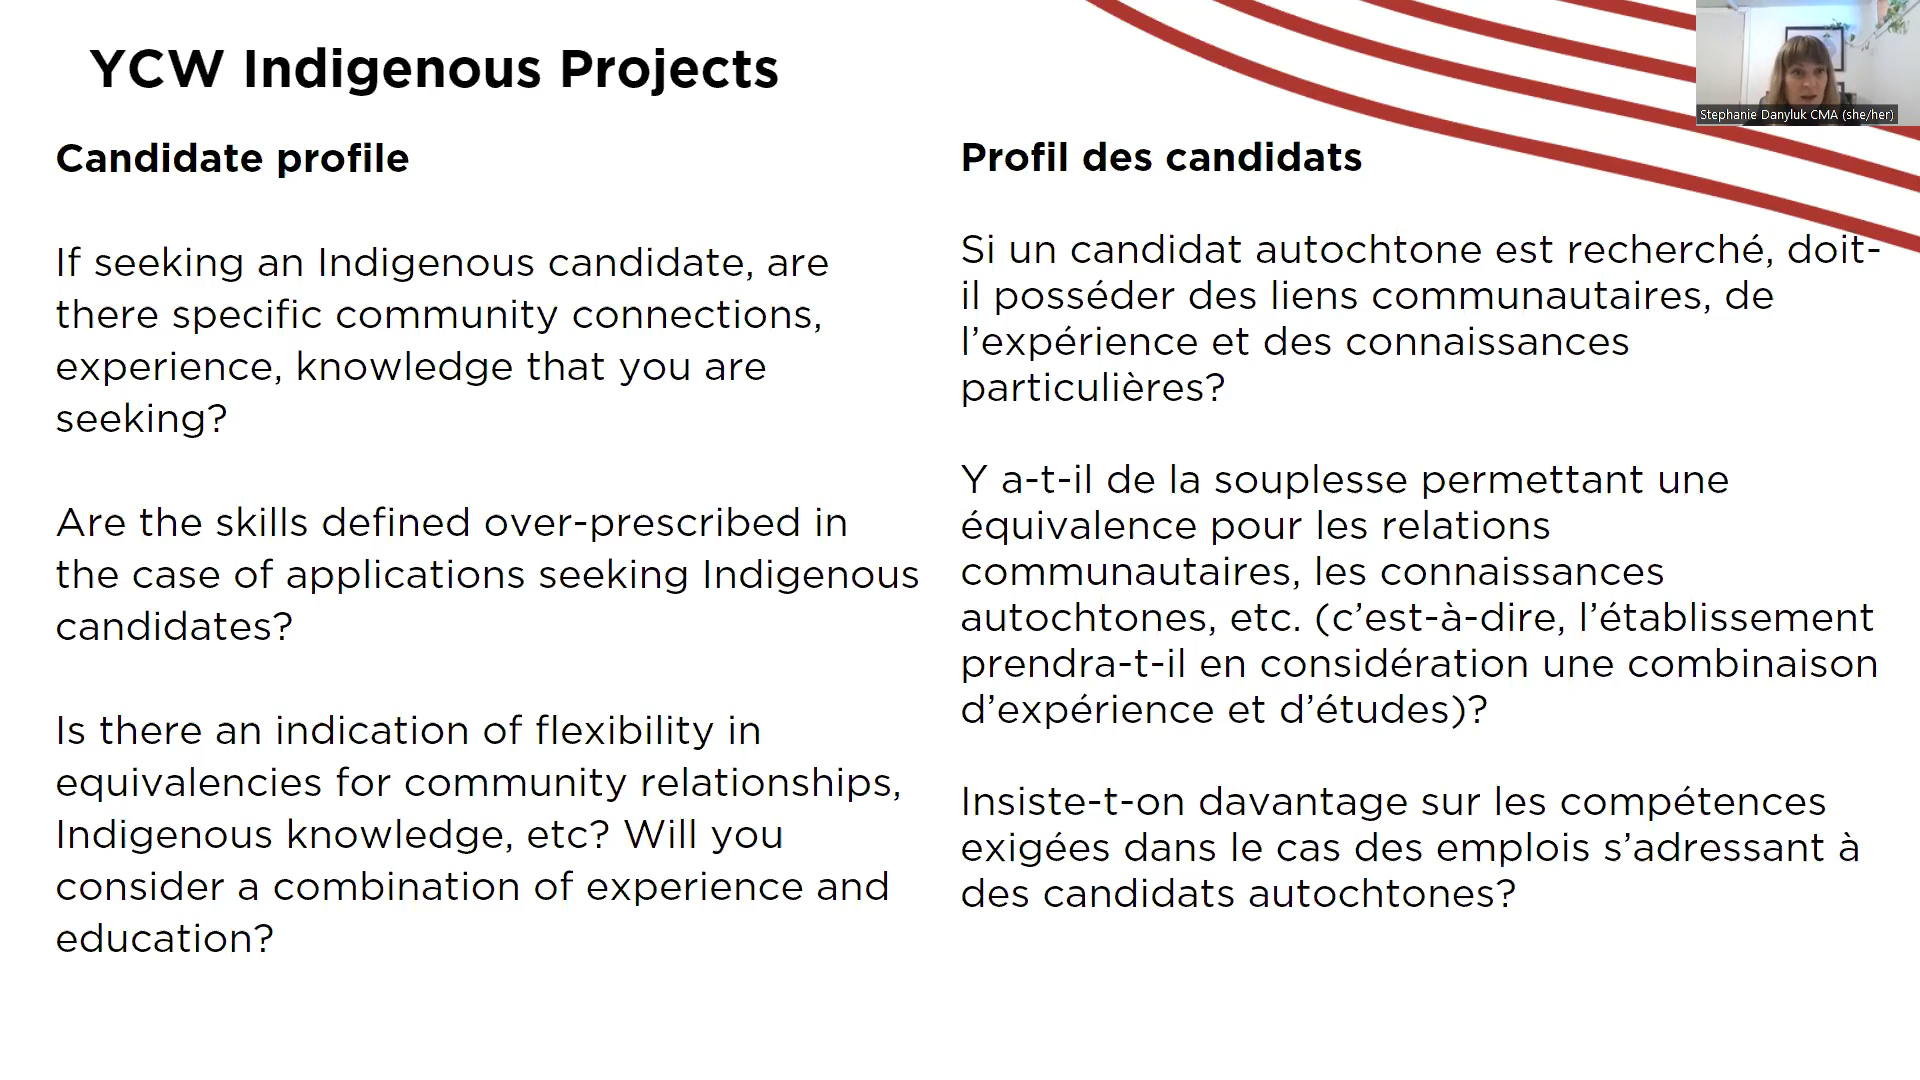 YCW Indigenous Projects
Stephanie Danyluk CMA (she/her)
Candidate profile
If seeking an Indigenous candidate, are
there specific community connections,
experience, knowledge that you are
seeking?
Are the skills defined over-prescribed in
the case of applications seeking Indigenous
candidates?
Is there an indication of flexibility in
equivalencies for community relationships,
Indigenous knowledge, etc? Will you
consider a combination of experience and
education?
Profil des candidats
Si un candidat autochtone est recherché, doit-
il posséder des liens communautaires, de
l’expérience et des connaissances
particulières?
Y a-t-il de la souplesse permettant une
équivalence pour les relations
communautaires, les connaissances
autochtones, etc. (c’est-à-dire, l’établissement
prendra-t-il en considération une combinaison
d’expérience et d’études)?
Insiste-t-on davantage sur les compétences
exigées dans le cas des emplois s’adressant à
des candidats autochtones?